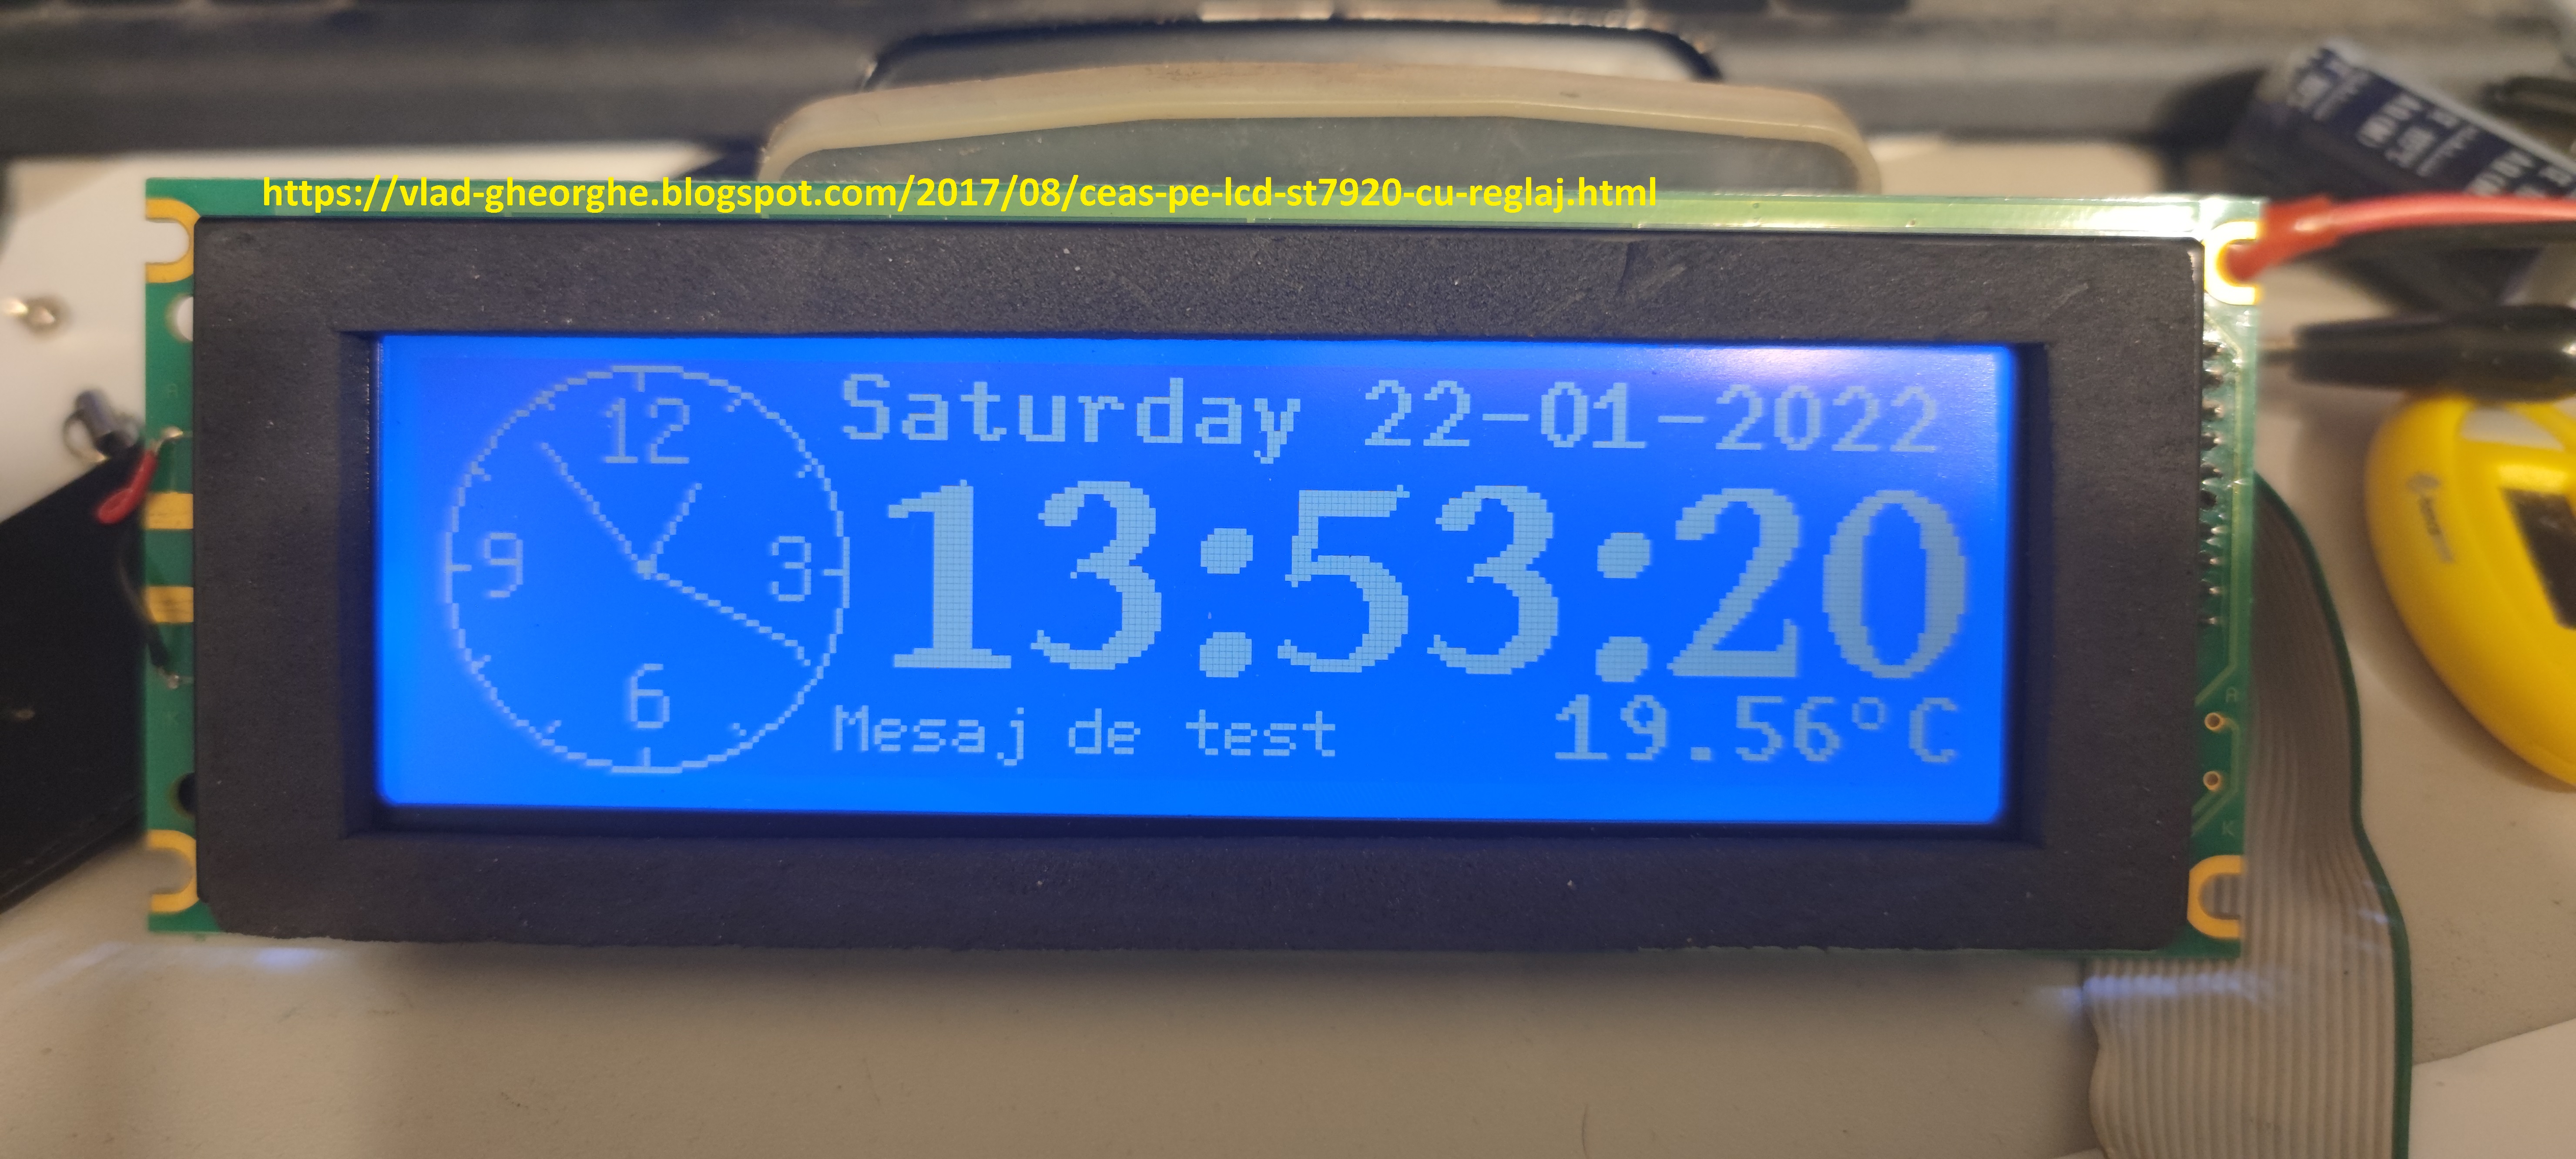 https://vlad-gheorghe.blogspot.com/2017/08/ceas-pe-lcd-st7920-cu-reglaj.html
Saturday 22-01-2022
12
9
3
6
13:53:20
Mesaj de test
19.56°C
A
K